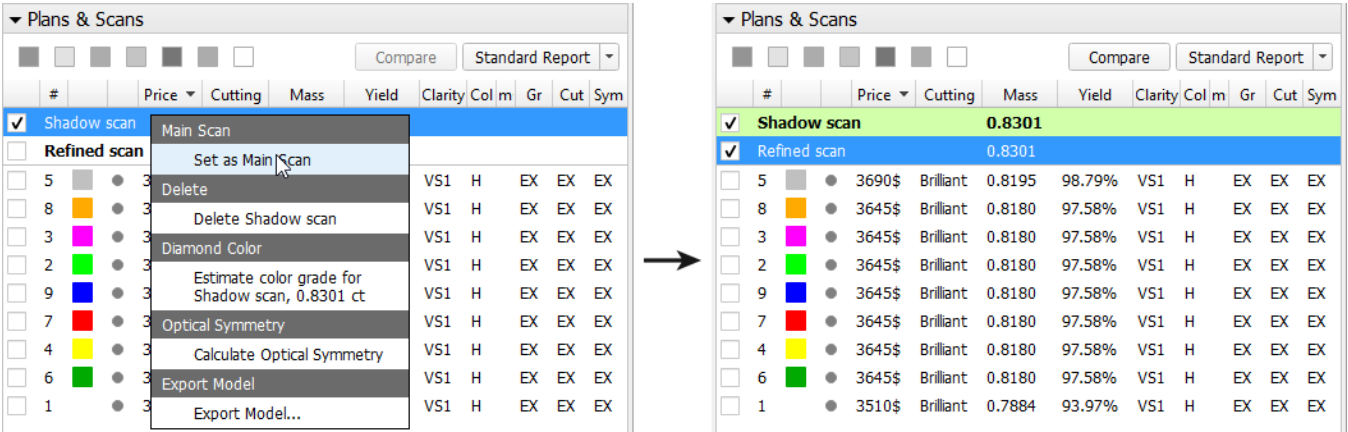 Plans & Scans
Compare Standard Report
# Price Cutting Mass Yield Clarity Col m Gr Cut Sym
Shadow scan
Refined scan
5 3 VS1 H EX EX EX
8 3 VS1 H EX EX EX
3 3 VS1 H EX EX EX
2 3 VS1 H EX EX EX
9 3 VS1 H EX EX EX
7 3 VS1 H EX EX EX
4 3 VS1 H EX EX EX
6 3 VS1 H EX EX EX
1 3 VS1 H EX EX EX
Main Scan
Set as Main Scan
Delete
Delete Shadow scan
Diamond Color
Estimate color grade for
Shadow scan, 0.8301 ct
Optical Symmetry
Calculate Optical Symmetry
Export Model
Export Model...
Plans & Scans
Compare Standard Report
# Price Cutting Mass Yield Clarity Col m Gr Cut Sym
Shadow scan 0.8301
Refined scan 0.8301
5 3690$ Brilliant 0.8195 98.79% VS1 H EX EX EX
8 3645$ Brilliant 0.8180 97.58% VS1 H EX EX EX
3 3645$ Brilliant 0.8180 97.58% VS1 H EX EX EX
2 3645$ Brilliant 0.8180 97.58% VS1 H EX EX EX
9 3645$ Brilliant 0.8180 97.58% VS1 H EX EX EX
7 3645$ Brilliant 0.8180 97.58% VS1 H EX EX EX
4 3645$ Brilliant 0.8180 97.58% VS1 H EX EX EX
6 3645$ Brilliant 0.8180 97.58% VS1 H EX EX EX
1 3510$ Brilliant 0.7884 93.97% VS1 H EX EX EX